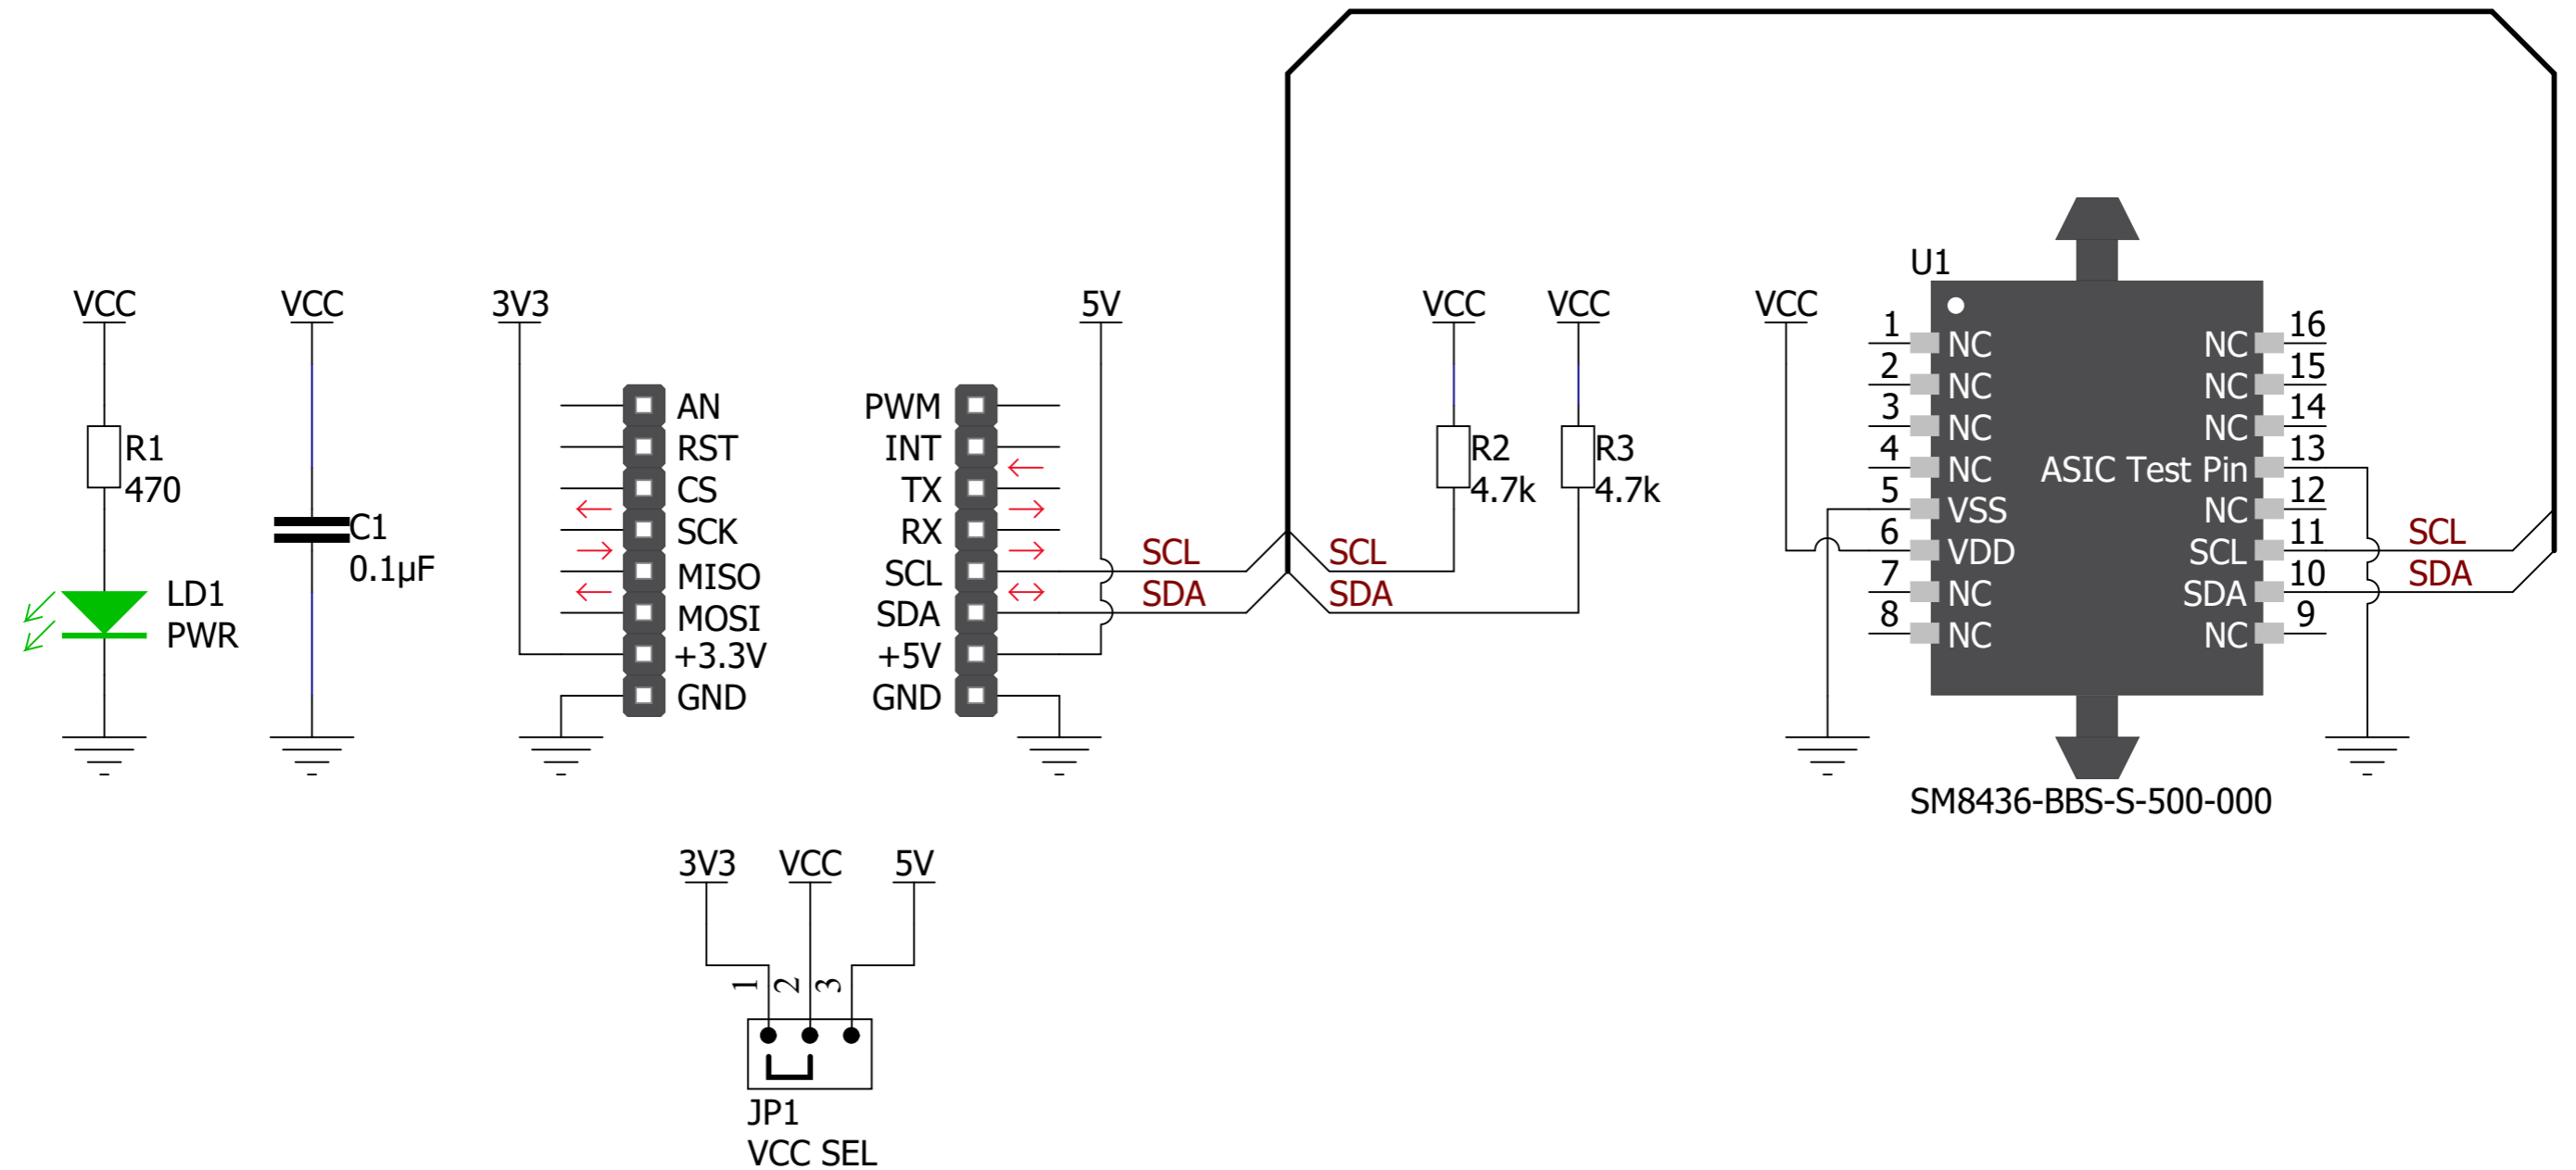 VCC
R1
470
LD1
PWR
VCC
C1
0.1µF
3V3
AN
RST
CS
SCK
MISO
MOSI
+3.3V
GND
5V
PWM
INT
TX
RX
SCL
SDA
+5V
GND
SCL
SDA
SCL
SDA
VCC
R2
4.7k
VCC
R3
4.7k
VCC
U1
1 NC
2 NC
3 NC
4 NC
5 VSS
6 VDD
7 NC
8 NC
NC 16
NC 15
NC 14
ASIC Test Pin 13
NC 12
SCL 11
SDA 10
NC 9
SCL
SDA
SM8436-BBS-S-500-000
3V3 VCC 5V
1 2 3
JP1
VCC SEL